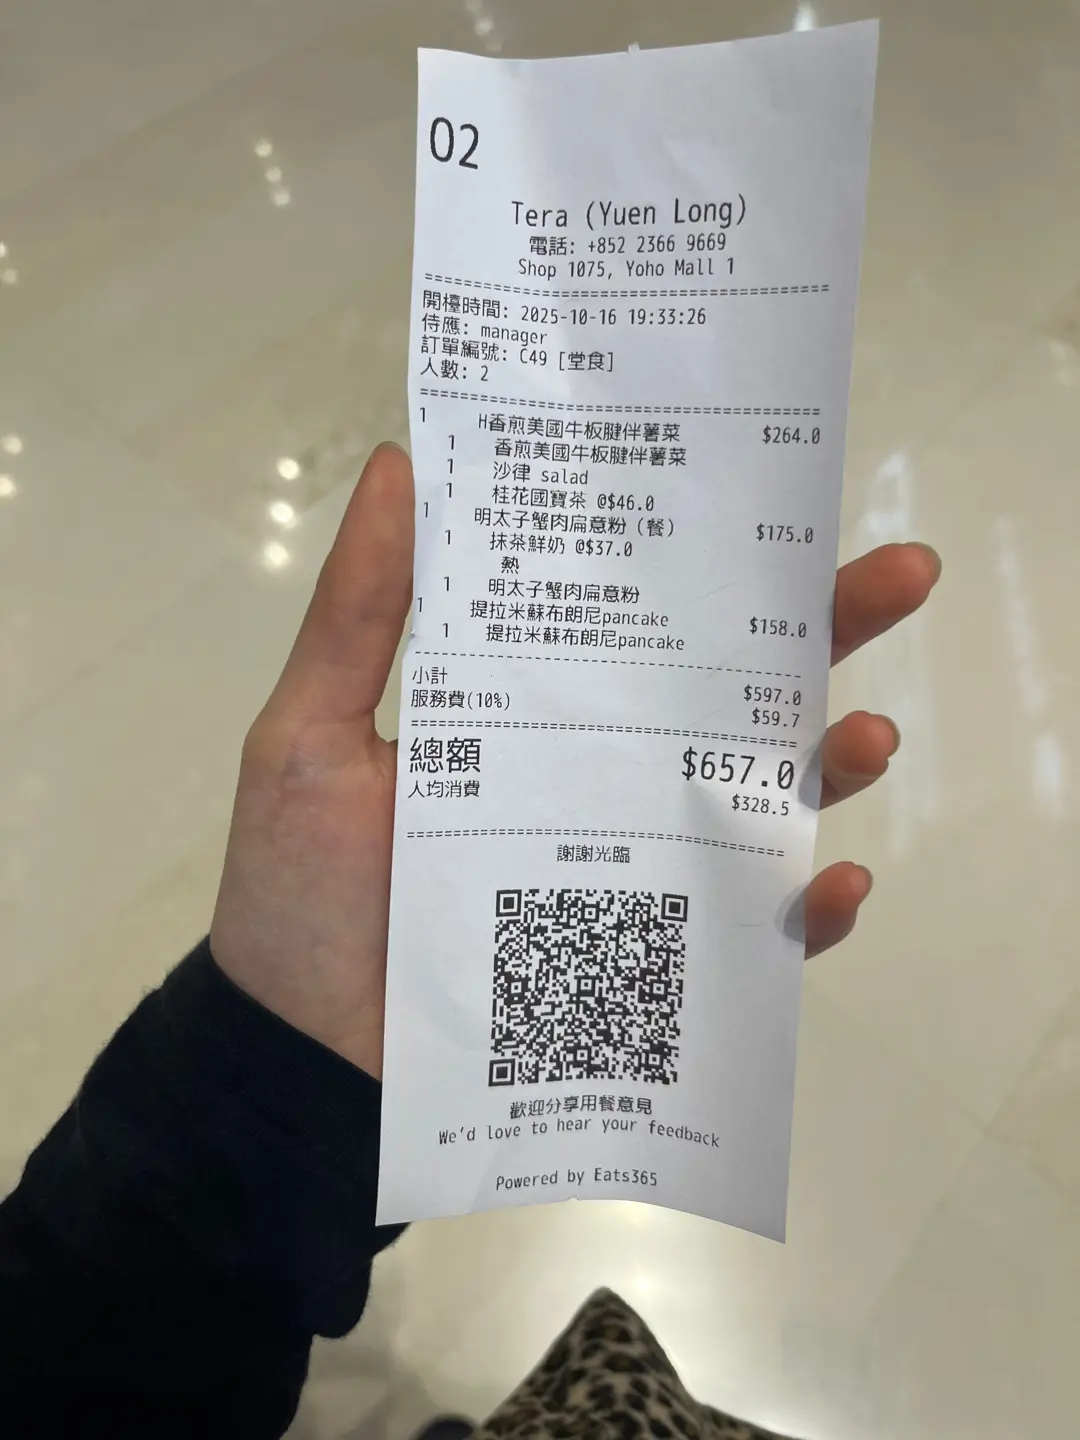 02
Tera (Yuen Long)
電話: +852 2366 9669
Shop 1075, Yoho Mall 1
開檯時間: 2025-10-16 19:33:26
侍應: manager
訂單編號: C49 [堂食]
人數: 2
1 H香煎美國牛板腱伴薯菜 $264.0
1 香煎美國牛板腱伴薯菜
1 沙律 salad
1 桂花國寶茶 @$46.0
1 明太子蟹肉扁意粉 (餐) $175.0
1 抹茶鮮奶 @$37.0
熱
1 明太子蟹肉扁意粉
1 提拉米蘇布朗尼pancake $158.0
1 提拉米蘇布朗尼pancake
小計 $597.0
服務費(10%) $59.7
總額 $657.0
人均消費 $328.5
謝謝光臨
歡迎分享用餐意見
We'd love to hear your feedback
Powered by Eats365